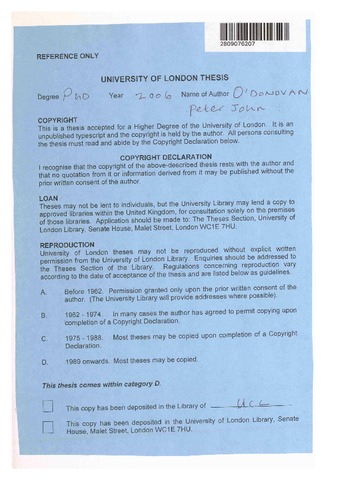 2809076207
REFERENCE ONLY
UNIVERSITY OF LONDON THESIS
Degree PhD Year 2006 Name of Author O'DONOVAN
Peter John
COPYRIGHT
This is a thesis accepted for a Higher Degree of the University of London. It is an
unpublished typescript and the copyright is held by the author. All persons consulting
the thesis must read and abide by the Copyright Declaration below.
COPYRIGHT DECLARATION
I recognise that the copyright of the above-described thesis rests with the author and
that no quotation from it or information derived from it may be published without the
prior written consent of the author.
LOAN
Theses may not be lent to individuals, but the University Library may lend a copy to
approved libraries within the United Kingdom, for consultation solely on the premises
of those libraries. Application should be made to: The Theses Section, University of
London Library, Senate House, Malet Street, London WC1E 7HU.
REPRODUCTION
University of London theses may not be reproduced without explicit written
permission from the University of London Library. Enquiries should be addressed to
the Theses Section of the Library. Regulations concerning reproduction vary
according to the date of acceptance of the thesis and are listed below as guidelines.
A. Before 1962. Permission granted only upon the prior written consent of the
author. (The University Library will provide addresses where possible).
B. 1962 - 1974. In many cases the author has agreed to permit copying upon
completion of a Copyright Declaration.
C. 1975 - 1988. Most theses may be copied upon completion of a Copyright
Declaration.
D. 1989 onwards. Most theses may be copied.
This thesis comes within category D.
This copy has been deposited in the Library of UCL
This copy has been deposited in the University of London Library, Senate
House, Malet Street, London WC1E 7HU.